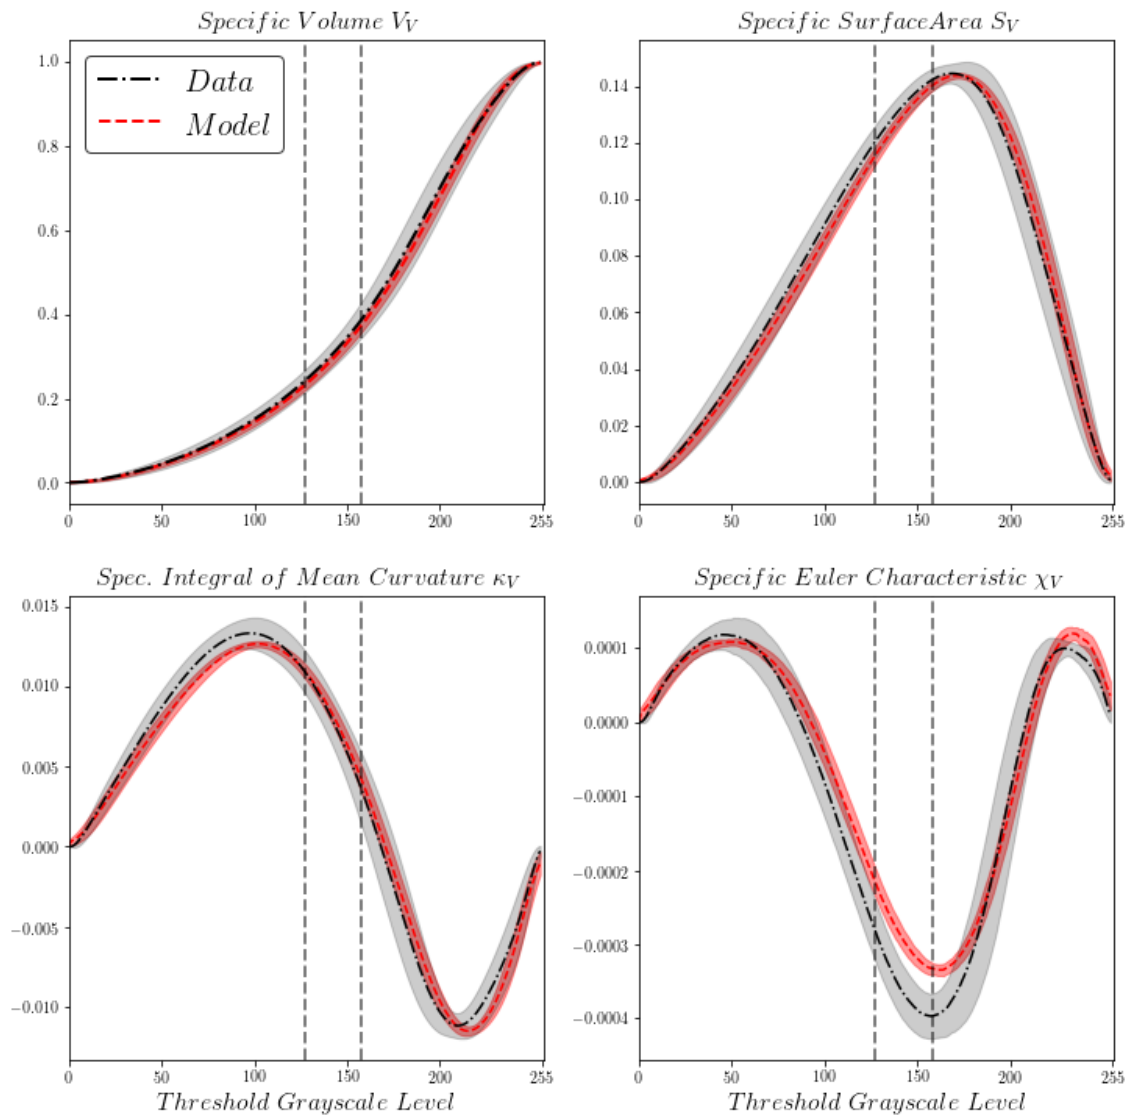 Specific Volume V_V
1.0
0.8
0.6
0.4
0.2
0.0
Data
Model
0 50 100 150 200 255
Specific SurfaceArea S_V
0.14
0.12
0.10
0.08
0.06
0.04
0.02
0.00
0 50 100 150 200 255
Spec. Integral of Mean Curvature κ_V
0.015
0.010
0.005
0.000
−0.005
−0.010
0 50 100 150 200 255
Threshold Grayscale Level
Specific Euler Characteristic χ_V
0.0001
0.0000
−0.0001
−0.0002
−0.0003
−0.0004
0 50 100 150 200 255
Threshold Grayscale Level